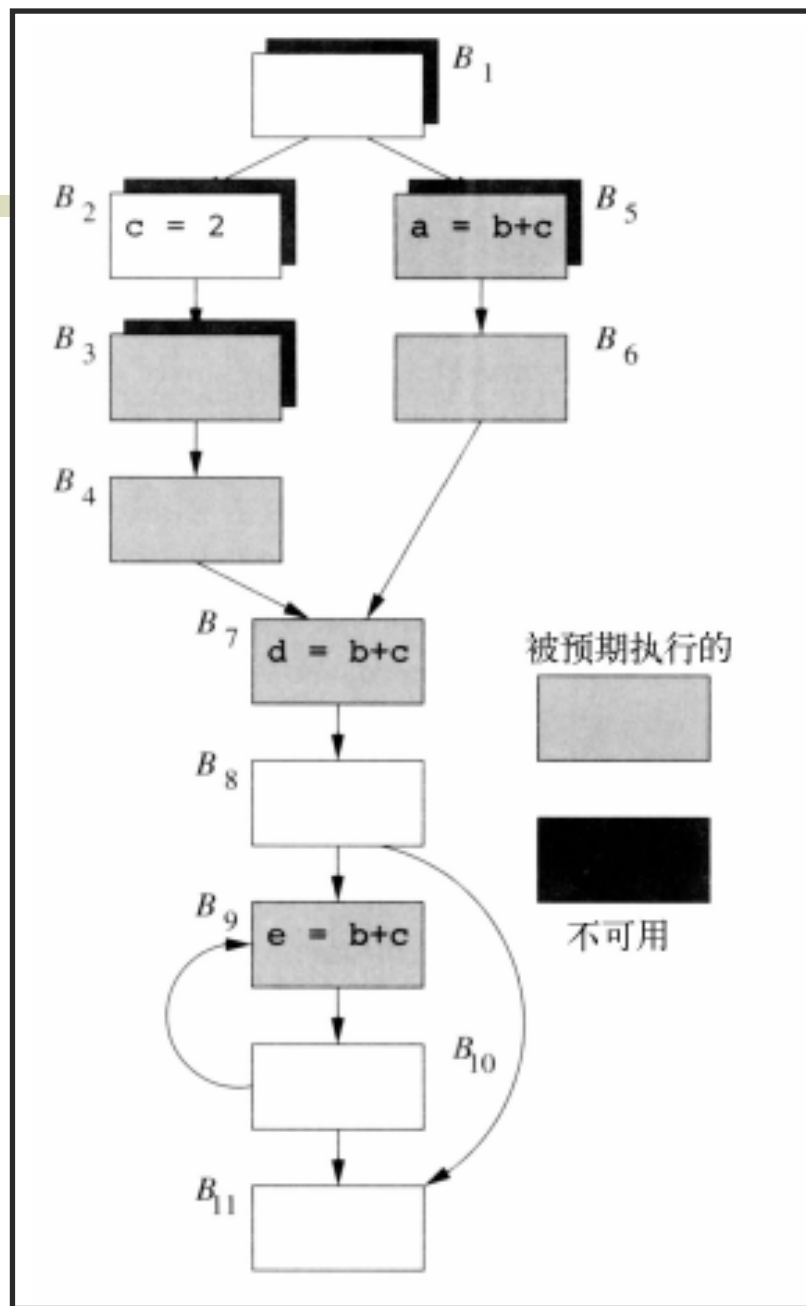 B1
B2
c = 2
a = b+c
B5
B3
B6
B4
B7
d = b+c
被预期执行的
B8
B9
e = b+c
不可用
B10
B11